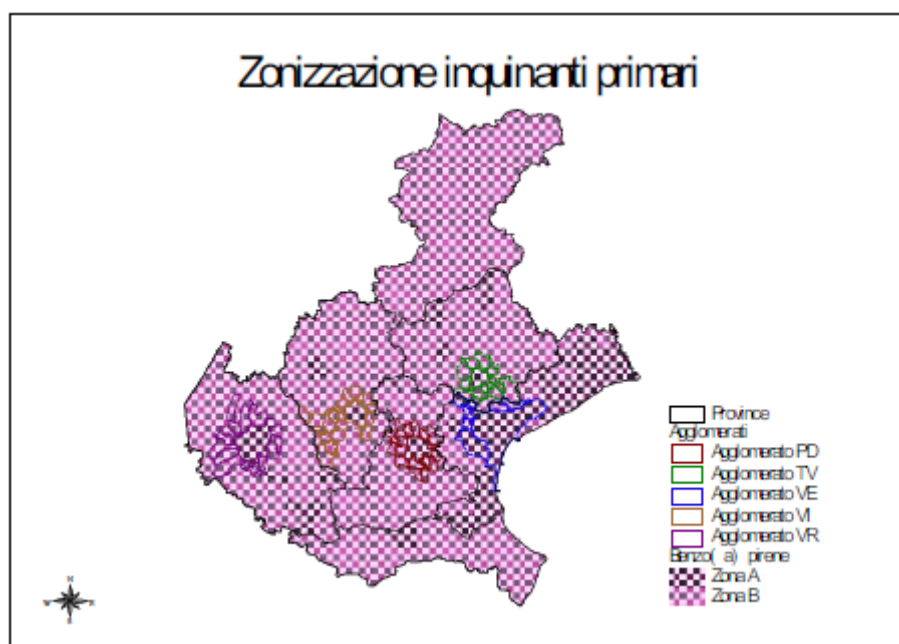 Zonizzazione inquinanti primari
Province
Agglomerati
Agglomerato PD
Agglomerato TV
Agglomerato VE
Agglomerato VI
Agglomerato VR
Benzo( a) pirene
Zona A
Zona B